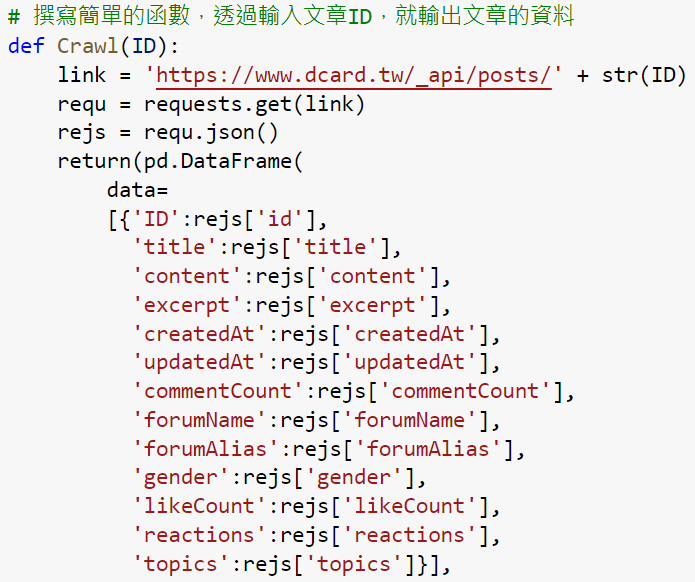 # 撰寫簡單的函數，透過輸入文章ID，就輸出文章的資料
def Crawl(ID):
    link = 'https://www.dcard.tw/_api/posts/' + str(ID)
    requ = requests.get(link)
    rejs = requ.json()
    return(pd.DataFrame(
        data=
        [{'ID':rejs['id'],
          'title':rejs['title'],
          'content':rejs['content'],
          'excerpt':rejs['excerpt'],
          'createdAt':rejs['createdAt'],
          'updatedAt':rejs['updatedAt'],
          'commentCount':rejs['commentCount'],
          'forumName':rejs['forumName'],
          'forumAlias':rejs['forumAlias'],
          'gender':rejs['gender'],
          'likeCount':rejs['likeCount'],
          'reactions':rejs['reactions'],
          'topics':rejs['topics']}],